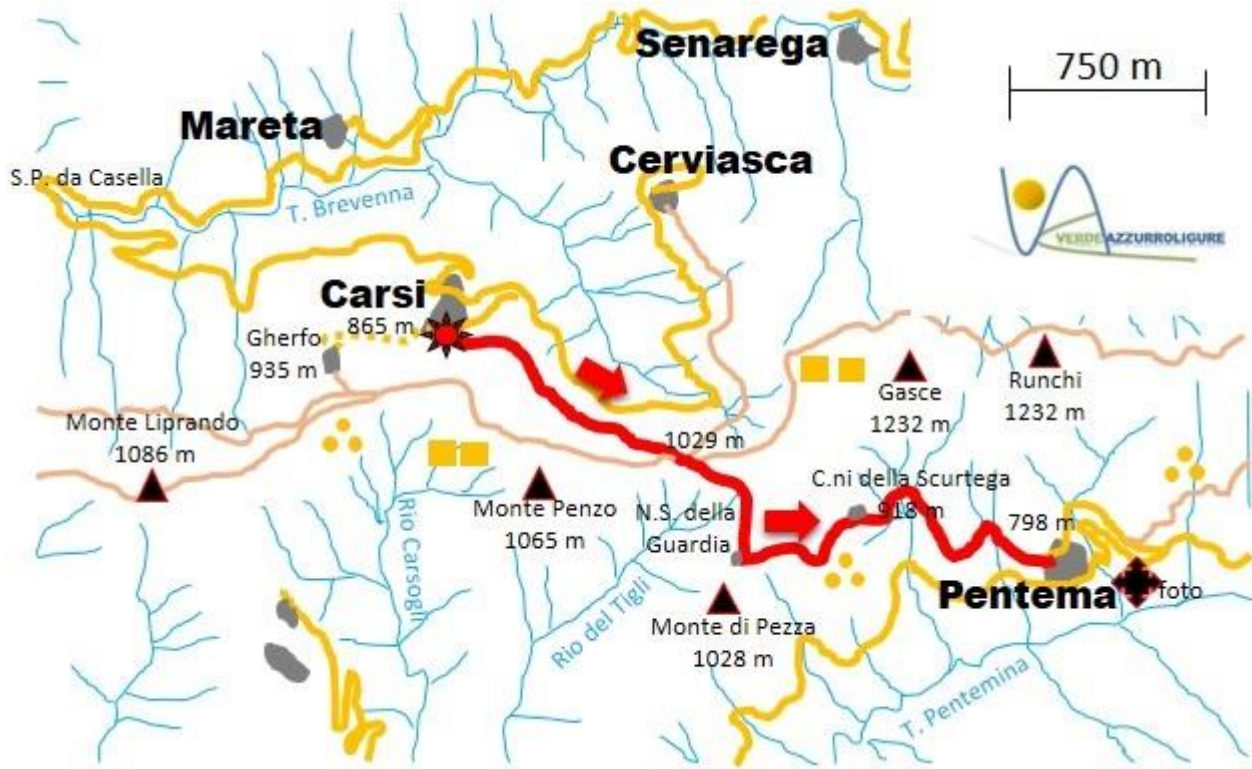 Senarega
750 m
Mareta
Cerviasca
S.P. da Casella
T. Brevenna
VERDEAZZURROLIGURE
Carsi
865 m
Gherfo
935 m
Gasce
1232 m
Runchi
1232 m
Monte Liprando
1086 m
1029 m
C.ni della Scurtega
918 m
Monte Penzo
1065 m
N.S. della
Guardia
798 m
Rio Carsogli
Rio del Tigli
Pentema
foto
Monte di Pezza
1028 m
T. Pentemina